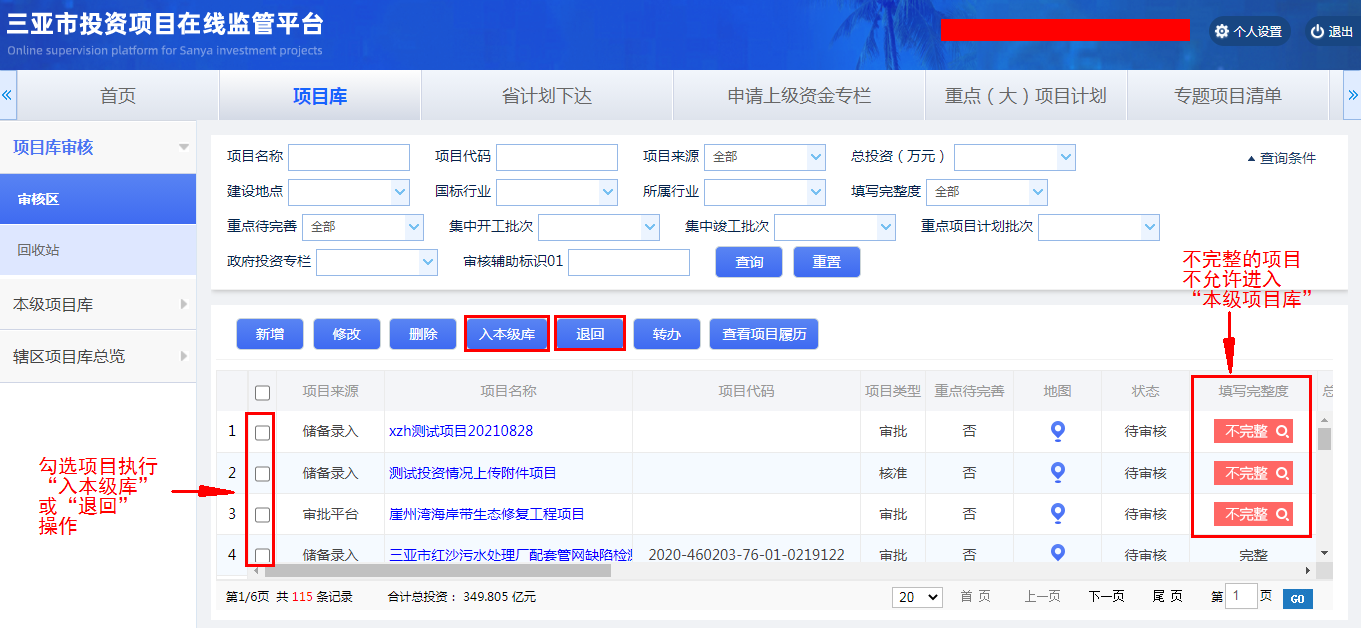 三亚市投资项目在线监管平台
Online supervision platform for Sanya investment projects
个人设置 退出
« 首页 项目库 省计划下达 申请上级资金专栏 重点（大）项目计划 专题项目清单 »
项目库审核
审核区
回收站
本级项目库
辖区项目库总览
项目名称 项目代码 项目来源 全部 总投资（万元） 查询条件
建设地点 国标行业 所属行业 填写完整度 全部
重点待完善 全部 集中开工批次 集中竣工批次 重点项目计划批次
政府投资专栏 审核辅助标识01 查询 重置
不完整的项目
不允许进入
“本级项目库”
新增 修改 删除 入本级库 退回 转办 查看项目履历
项目来源 项目名称 项目代码 项目类型 重点待完善 地图 状态 填写完整度
1 储备录入 xzh测试项目20210828 审批 否 待审核 不完整
2 储备录入 测试投资情况上传附件项目 核准 否 待审核 不完整
3 审批平台 崖州湾海岸带生态修复工程项目 审批 否 待审核 不完整
4 储备录入 三亚市红沙污水处理厂配套管网缺陷检 2020-460203-76-01-0219122 审批 否 待审核 完整
勾选项目执行
“入本级库”
或“退回”
操作
第1/6页 共 115 条记录 合计总投资： 349.805 亿元 20 首 页 上一页 下一页 尾 页 第 1 页 GO